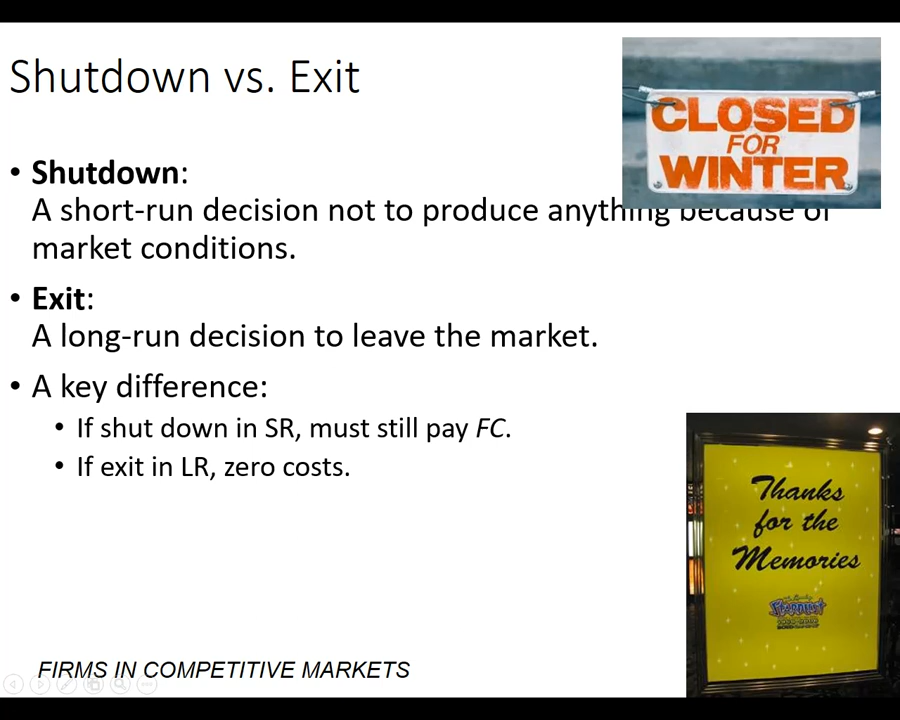 Shutdown vs. Exit
CLOSED
FOR
WINTER
• Shutdown:
A short-run decision not to produce anything because of
market conditions.
• Exit:
A long-run decision to leave the market.
• A key difference:
• If shut down in SR, must still pay FC.
• If exit in LR, zero costs.
Thanks
for the
Memories
FIRMS IN COMPETITIVE MARKETS